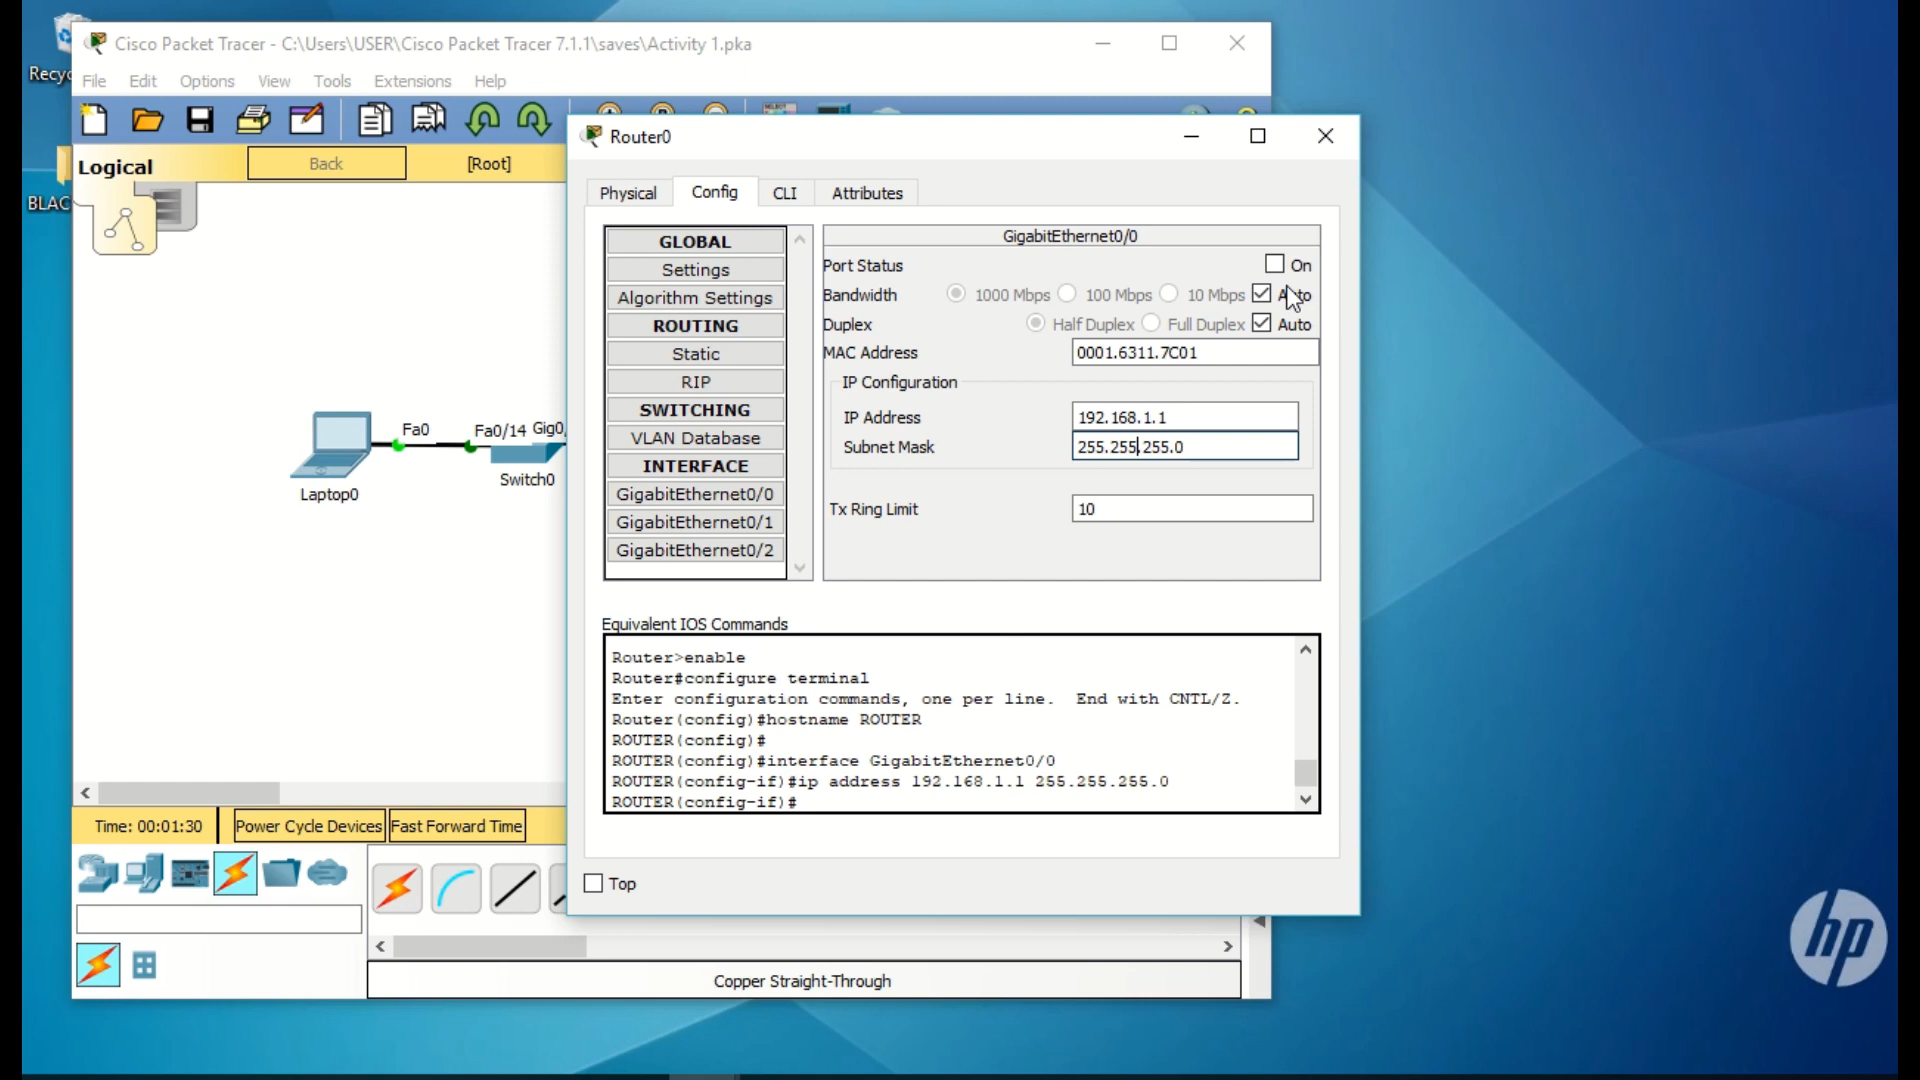 Recyc
BLAC
Cisco Packet Tracer - C:\Users\USER\Cisco Packet Tracer 7.1.1\saves\Activity 1.pka
File Edit Options View Tools Extensions Help
Logical Back [Root]
Fa0 Fa0/14 Gig0/
Laptop0 Switch0
Router0
Physical Config CLI Attributes
GLOBAL
Settings
Algorithm Settings
ROUTING
Static
RIP
SWITCHING
VLAN Database
INTERFACE
GigabitEthernet0/0
GigabitEthernet0/1
GigabitEthernet0/2
GigabitEthernet0/0
Port Status On
Bandwidth 1000 Mbps 100 Mbps 10 Mbps Auto
Duplex Half Duplex Full Duplex Auto
MAC Address 0001.6311.7C01
IP Configuration
IP Address 192.168.1.1
Subnet Mask 255.255.255.0
Tx Ring Limit 10
Equivalent IOS Commands
Router>enable
Router#configure terminal
Enter configuration commands, one per line. End with CNTL/Z.
Router(config)#hostname ROUTER
ROUTER(config)#
ROUTER(config)#interface GigabitEthernet0/0
ROUTER(config-if)#ip address 192.168.1.1 255.255.255.0
ROUTER(config-if)#
Top
Time: 00:01:30 Power Cycle Devices Fast Forward Time
Copper Straight-Through
hp